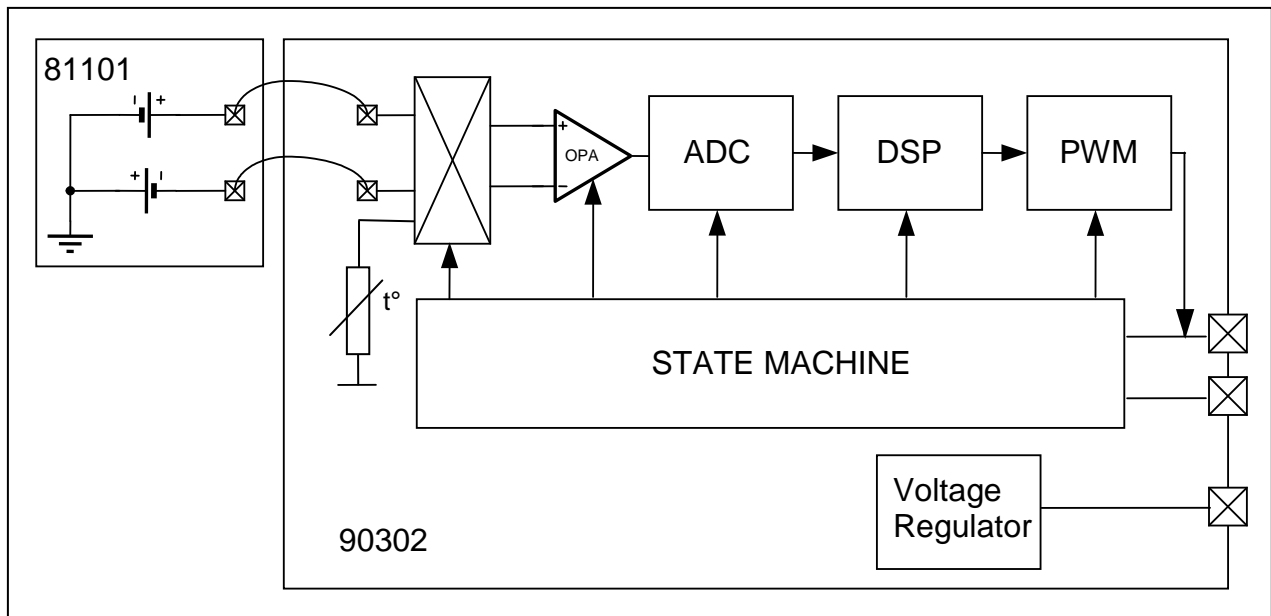 81101
- +
+ -
+
-
OPA
ADC
DSP
PWM
t°
STATE MACHINE
Voltage
Regulator
90302